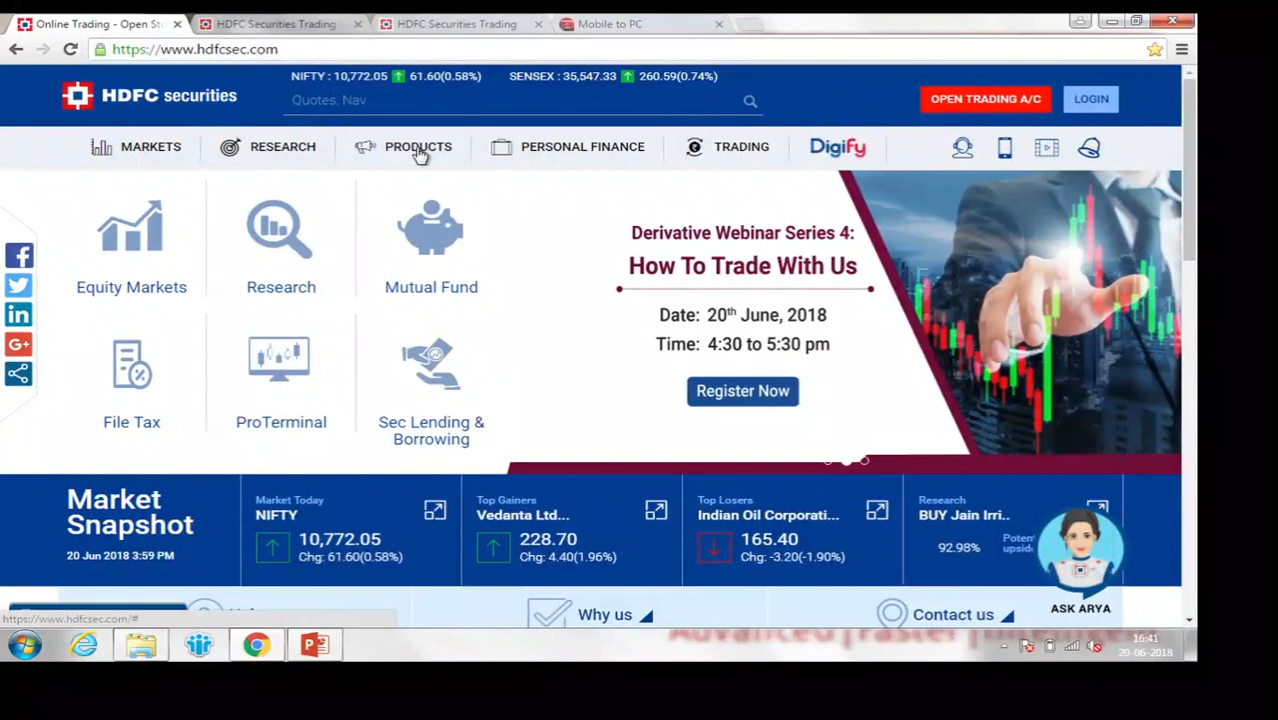 Online Trading - Open St
HDFC Securities Trading
HDFC Securities Trading
Mobile to PC
https://www.hdfcsec.com
NIFTY : 10,772.05 61.60(0.58%) SENSEX : 35,547.33 260.59(0.74%)
HDFC securities
Quotes, Nav
OPEN TRADING A/C
LOGIN
MARKETS
RESEARCH
PRODUCTS
PERSONAL FINANCE
TRADING
Digify
Equity Markets
Research
Mutual Fund
File Tax
ProTerminal
Sec Lending &
Borrowing
Derivative Webinar Series 4:
How To Trade With Us
Date: 20th June, 2018
Time: 4:30 to 5:30 pm
Register Now
Market
Snapshot
20 Jun 2018 3:59 PM
Market Today
NIFTY
10,772.05
Chg: 61.60(0.58%)
Top Gainers
Vedanta Ltd...
228.70
Chg: 4.40(1.96%)
Top Losers
Indian Oil Corporati...
165.40
Chg: -3.20(-1.90%)
Research
BUY Jain Irri..
92.98%
ASK ARYA
Why us
Contact us
https://www.hdfcsec.com/#
16:41
20-06-2018